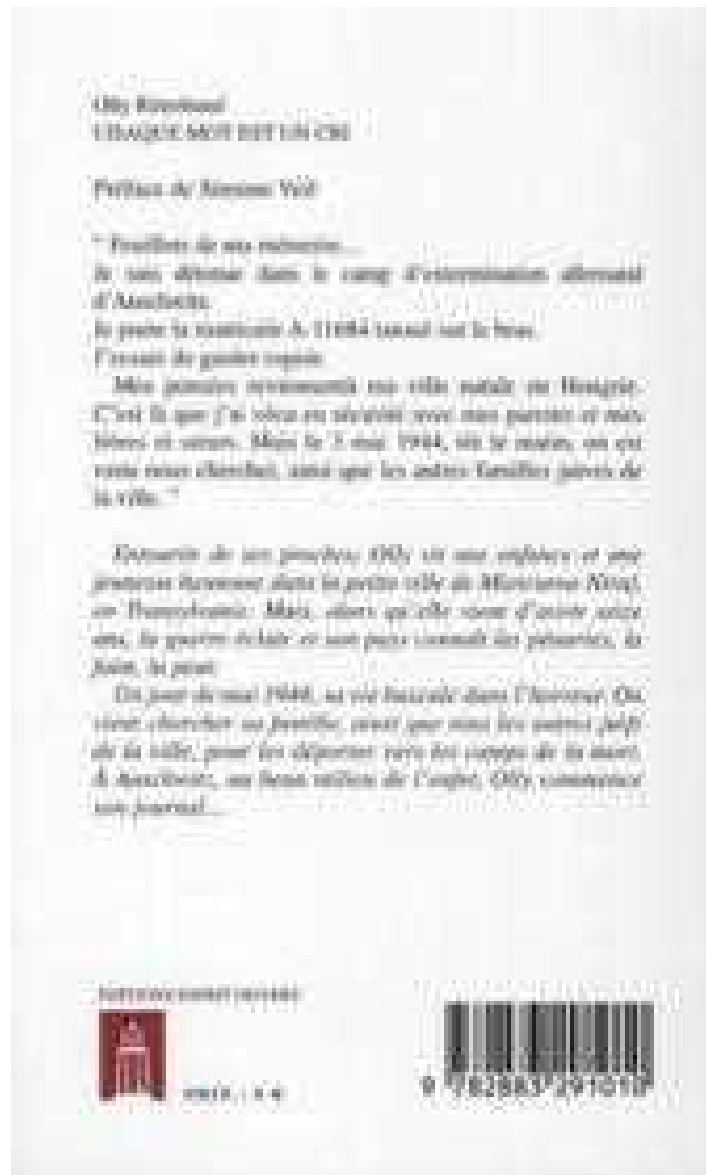 Olly
CHAQUE MOT EST UN CRI
Préface de Simone Veil
" Feuillets de ma mémoire...
Je suis détenue dans le camp d'extermination allemand
d'Auschwitz.
Je porte la matricule A 11684 tatoué sur le bras.
J'essaie de garder espoir.
Mes pensées reviennent à ma ville natale en Hongrie.
C'est là que j'ai vécu en sécurité avec mes parents et mes
frères et sœurs. Mais le 3 mai 1944, tôt le matin, on est
venu nous chercher, ainsi que les autres familles juives de
la ville. "
Entourée de ses proches, Olly vit une enfance et une
jeunesse heureuse dans la petite ville de
en Transylvanie. Mais, alors qu'elle vient d'avoir seize
ans, la guerre éclate et son pays connaît les pénuries, la
faim, la peur.
Un jour de mai 1944, sa vie bascule dans l'horreur. On
vient chercher sa famille, ainsi que tous les autres juifs
de la ville, pour les déporter vers les camps de la mort.
À Auschwitz, au beau milieu de l'enfer, Olly commence
son journal...
9 782883 291010